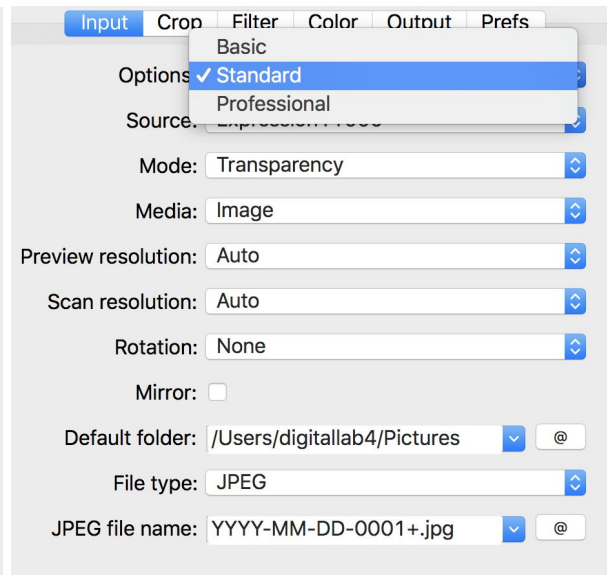 Input Crop Filter Color Output Prefs
Basic
Options ✓ Standard
Professional
Source:
Mode: Transparency
Media: Image
Preview resolution: Auto
Scan resolution: Auto
Rotation: None
Mirror:
Default folder: /Users/digitallab4/Pictures @
File type: JPEG
JPEG file name: YYYY-MM-DD-0001+.jpg @